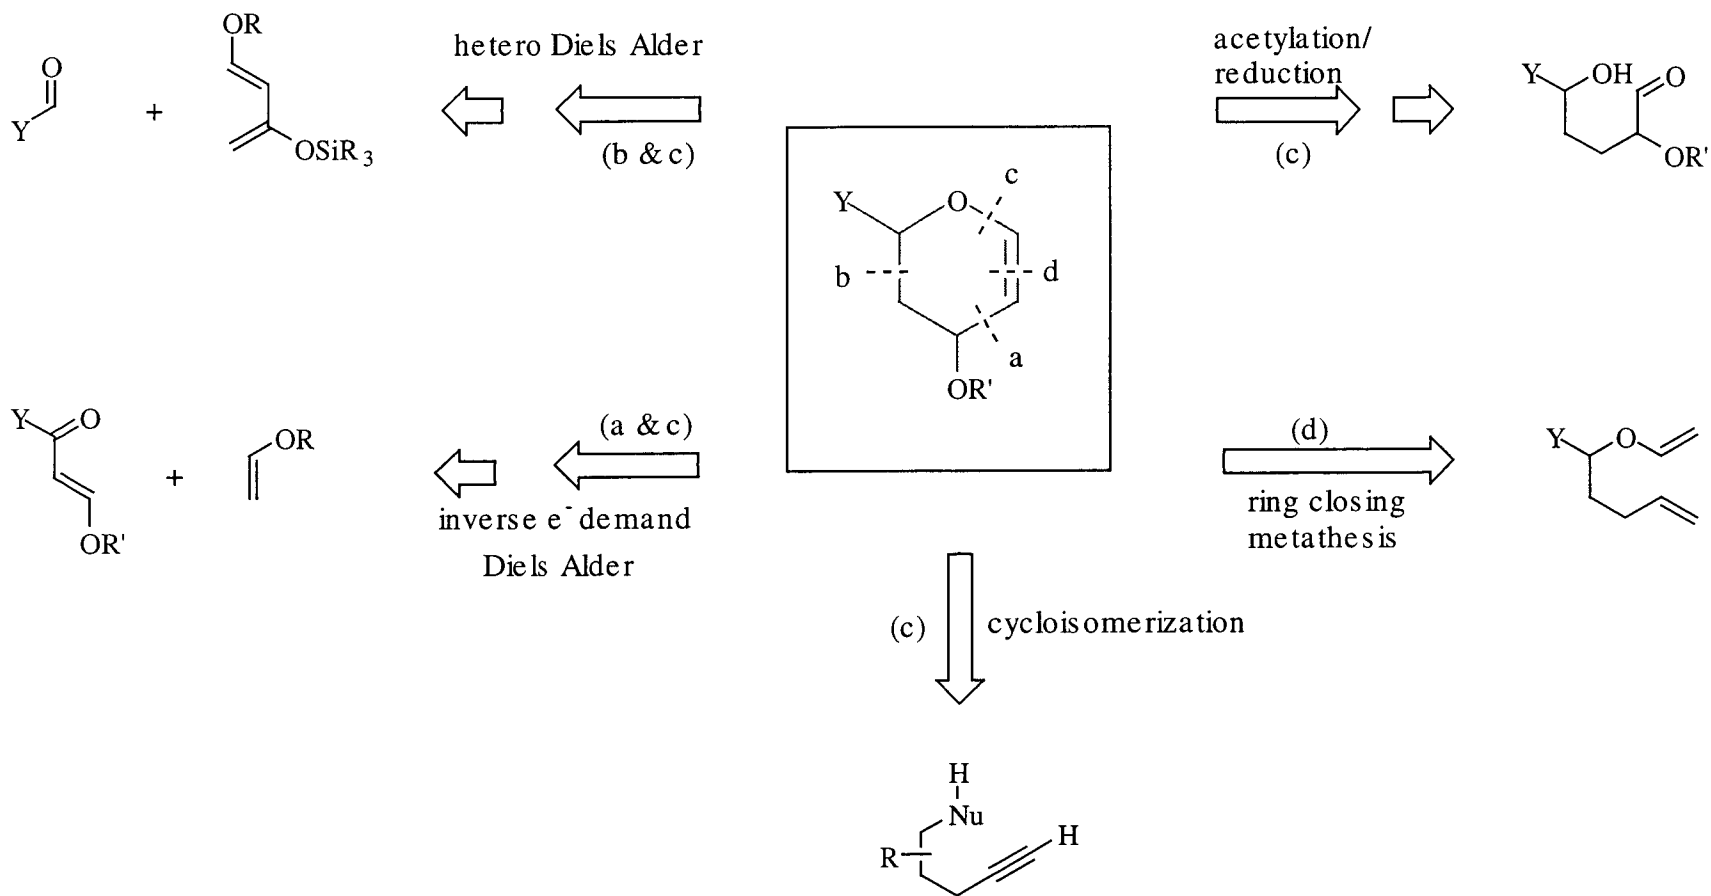 OR
O
Y
+
OSiR3
hetero Diels Alder
(b & c)
acetylation/
reduction
(c)
Y
OH
O
OR'
Y
O
c
b
d
a
OR'
Y
O
OR'
+
OR
(a & c)
inverse e- demand
Diels Alder
(d)
ring closing
metathesis
Y
O
(c)
cycloisomerization
H
Nu
R
H